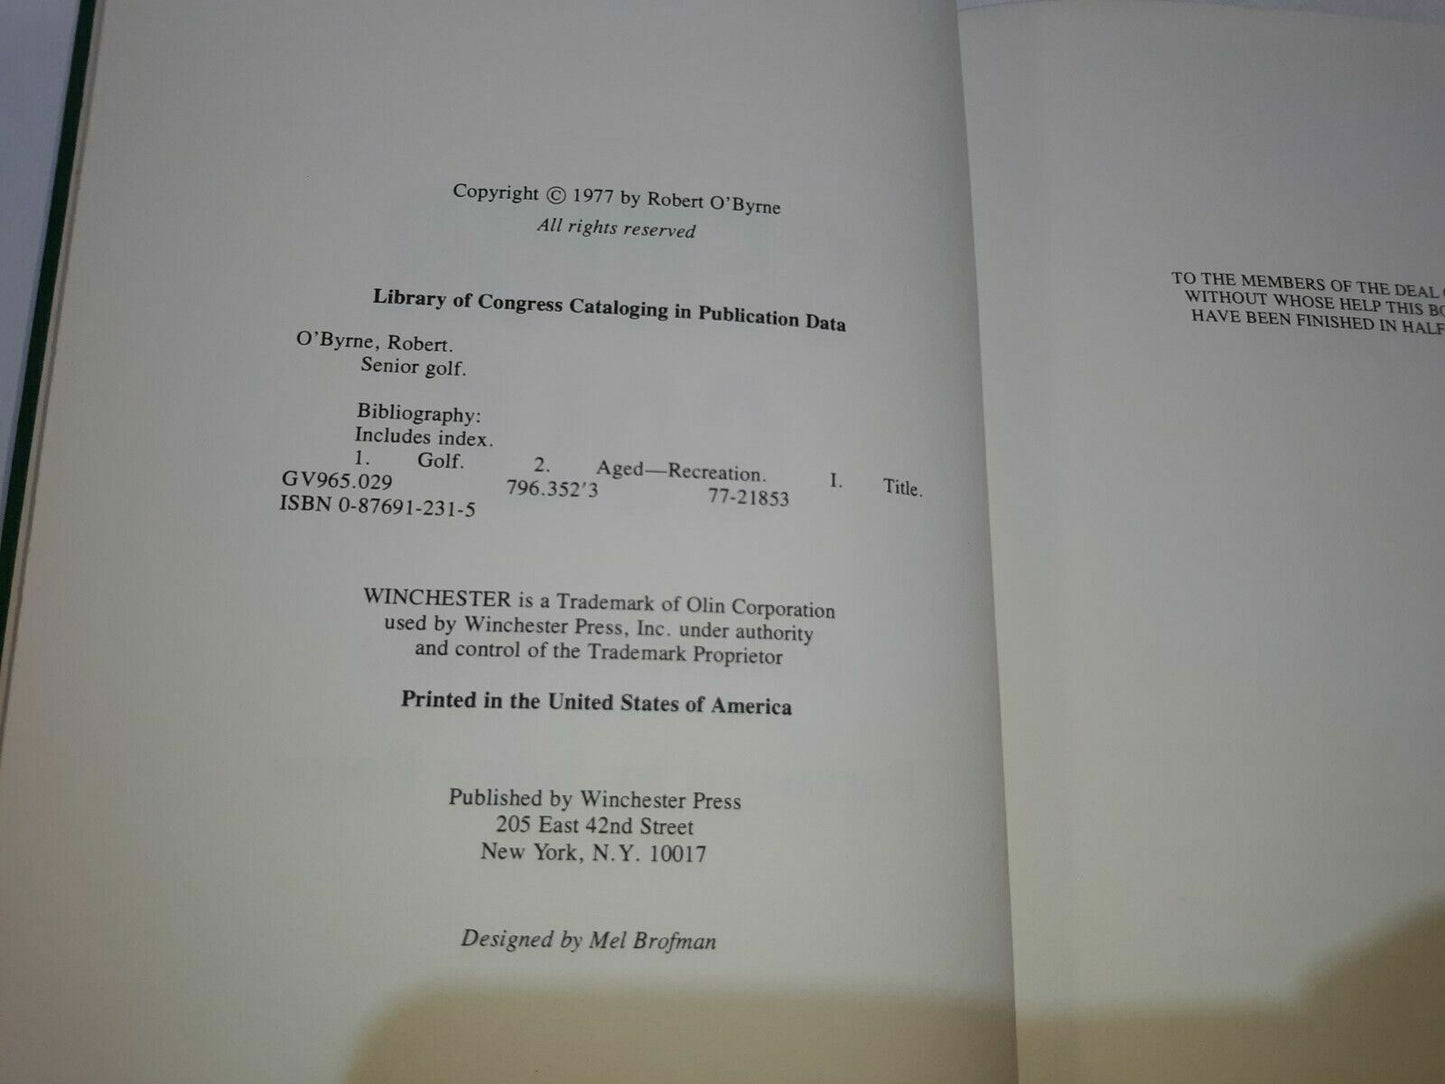 Copyright © 1977 by Robert O'Byrne
All rights reserved
Library of Congress Cataloging in Publication Data
O'Byrne, Robert.
Senior golf.
Bibliography:
Includes index.
1. Golf. 2. Aged—Recreation. I. Title.
GV965.029 796.352'3 77-21853
ISBN 0-87691-231-5
WINCHESTER is a Trademark of Olin Corporation
used by Winchester Press, Inc. under authority
and control of the Trademark Proprietor
Printed in the United States of America
Published by Winchester Press
205 East 42nd Street
New York, N.Y. 10017
Designed by Mel Brofman
TO THE MEMBERS OF THE DEAL
WITHOUT WHOSE HELP THIS
HAVE BEEN FINISHED IN HALF